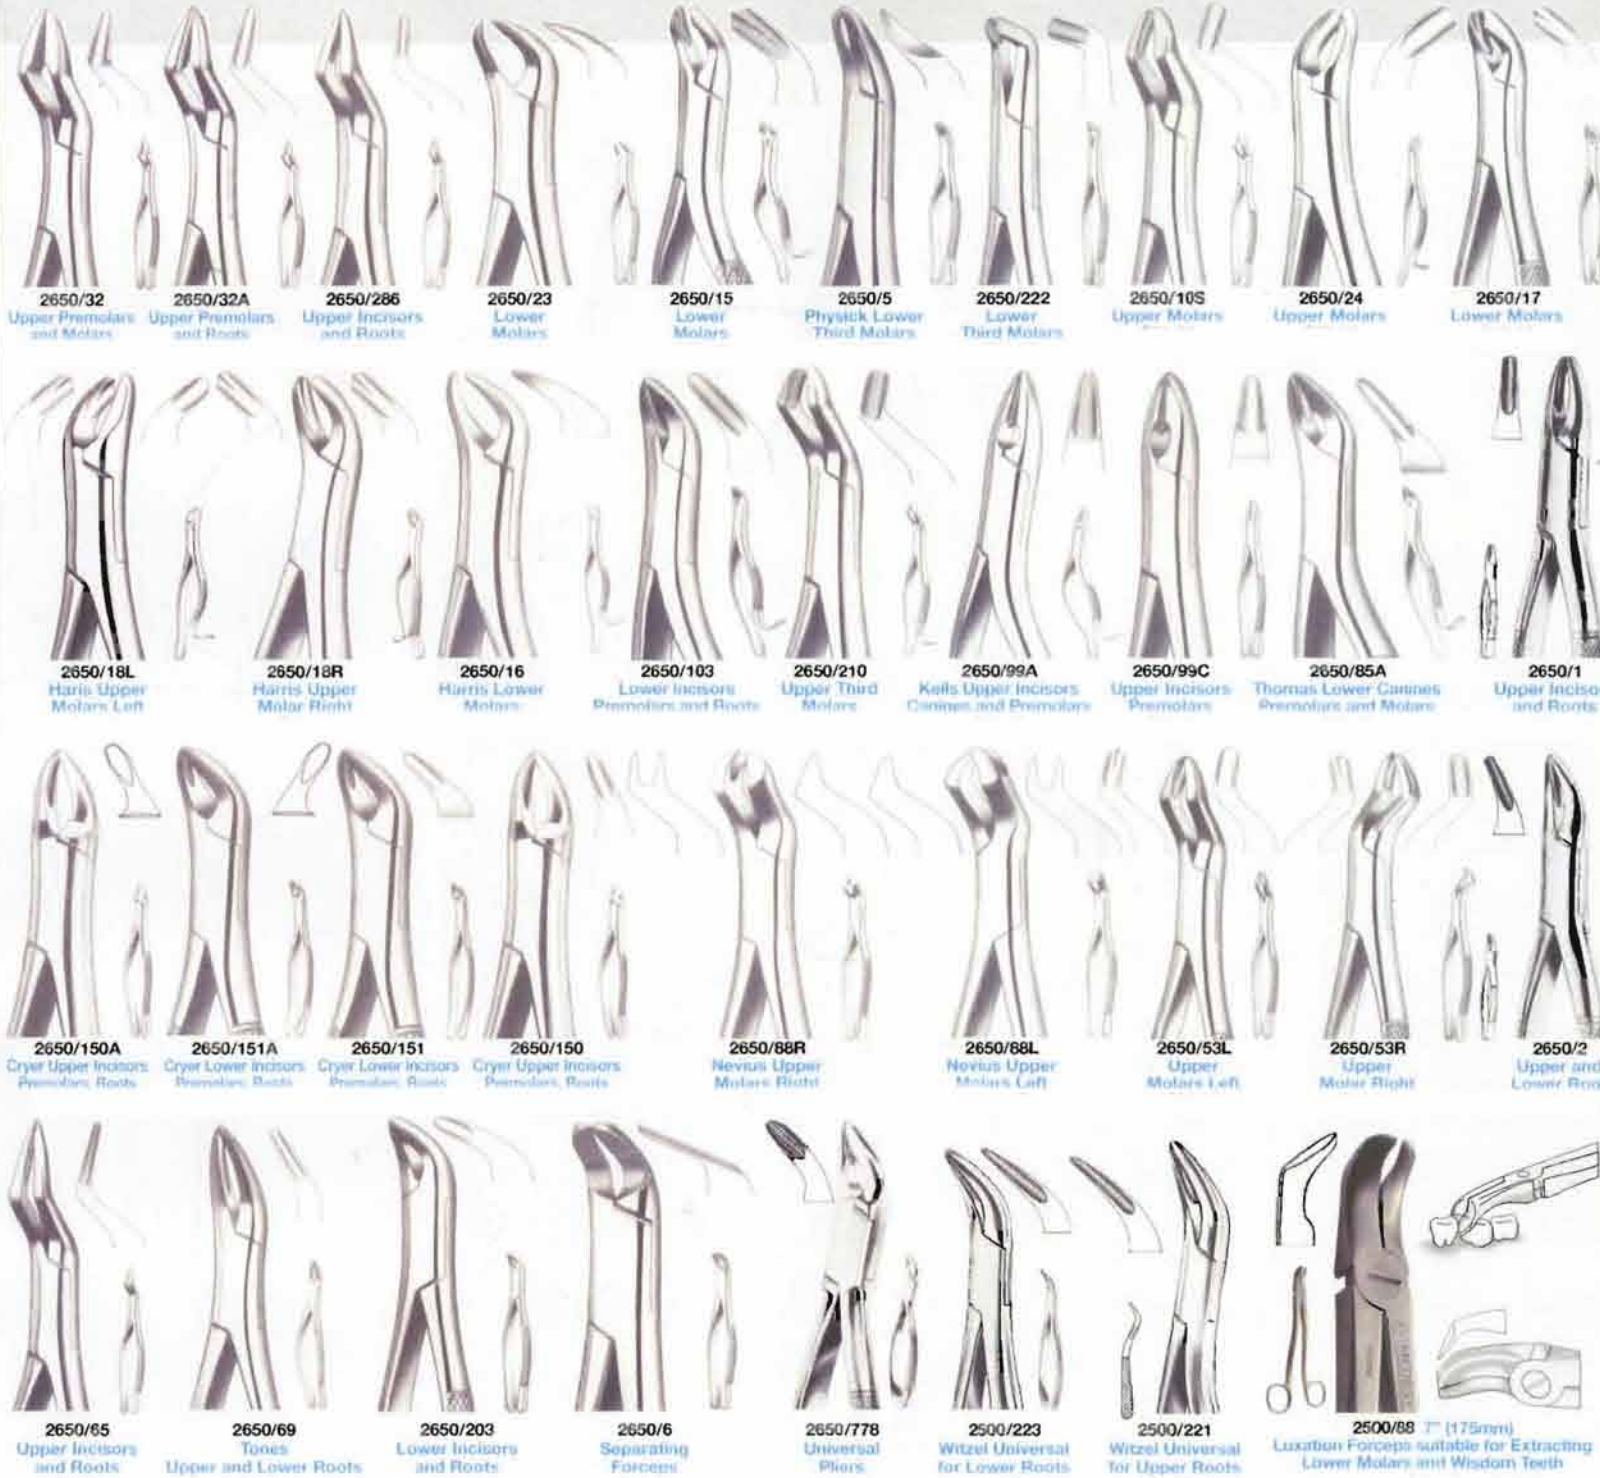 2650/32
Upper Premolars
and Molars
2650/32A
Upper Premolars
and Roots
2650/286
Upper Incisors
and Roots
2650/23
Lower
Molars
2650/15
Lower
Molars
2650/5
Physick Lower
Third Molars
2650/222
Lower
Third Molars
2650/10S
Upper Molars
2650/24
Upper Molars
2650/17
Lower Molars
2650/18L
Haris Upper
Molars Left
2650/18R
Harris Upper
Molar Right
2650/16
Harris Lower
Molars
2650/103
Lower Incisors
Premolars and Roots
2650/210
Upper Third
Molars
2650/99A
Kells Upper Incisors
Canines and Premolars
2650/99C
Upper Incisors
Premolars
2650/85A
Thomas Lower Canines
Premolars and Molars
2650/1
Upper Inciso
and Roots
2650/150A
Cryer Upper Incisors
Premolars, Roots
2650/151A
Cryer Lower Incisors
Premolars, Roots
2650/151
Cryer Lower Incisors
Premolars, Roots
2650/150
Cryer Upper Incisors
Premolars, Roots
2650/88R
Nevius Upper
Molars Right
2650/88L
Nevius Upper
Molars Left
2650/53L
Upper
Molars Left
2650/53R
Upper
Molar Right
2650/2
Upper and
Lower Roo
2650/65
Upper Incisors
and Roots
2650/69
Tones
Upper and Lower Roots
2650/203
Lower Incisors
and Roots
2650/6
Separating
Forceps
2650/778
Universal
Pliers
2500/223
Witzel Universal
for Lower Roots
2500/221
Witzel Universal
for Upper Roots
2500/88 7" (175mm)
Luxation Forceps suitable for Extracting
Lower Molars and Wisdom Teeth